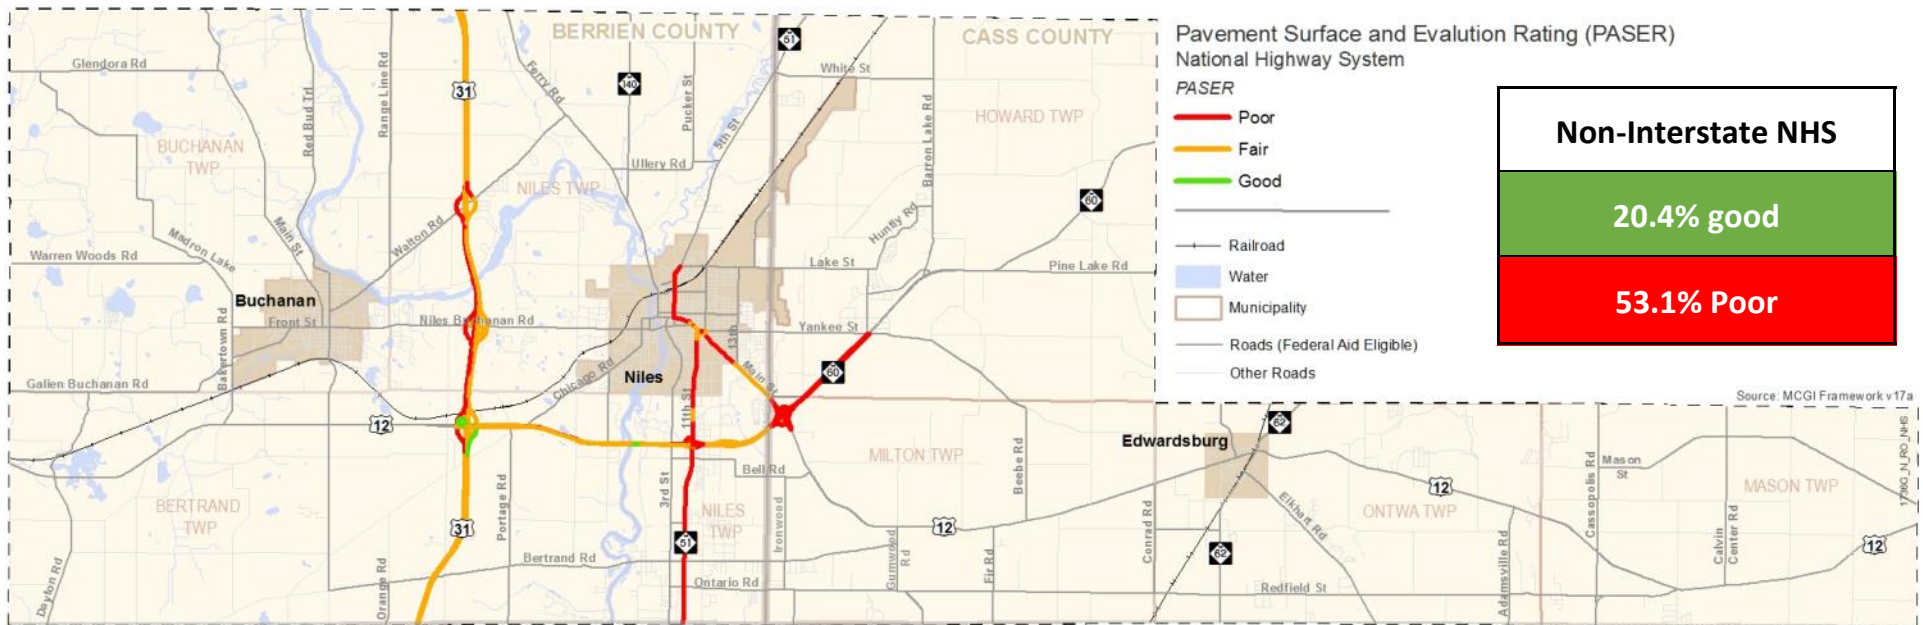 BERRIEN COUNTY
CASS COUNTY
Glendora Rd
Red Bud Trl
Range Line Rd
31
Ferry Rd
140
Pucker St
51
White St
5th St
Barron Lake Rd
HOWARD TWP
BUCHANAN
TWP
NILES TWP
Ullery Rd
60
Huntly Rd
Main St
Madron Lake
Walton Rd
Warren Woods Rd
Lake St
Pine Lake Rd
Buchanan
Front St
Niles Buchanan Rd
Yankee St
13th
Bakertown Rd
Galien Buchanan Rd
Chicago Rd
Niles
Main St
60
11th St
12
Bell Rd
3rd St
MILTON TWP
Beebe Rd
Edwardsburg
62
Portage Rd
BERTRAND
TWP
31
NILES
TWP
Ironwood
51
12
Conrad Rd
Elkhart Rd
ONTWA TWP
12
Cassopolis Rd
Mason
St
MASON TWP
Calvin
Center Rd
12
Bertrand Rd
Ontario Rd
Gumwood
Rd
Fir Rd
62
Redfield St
Adamsville Rd
Dayton Rd
Orange Rd
Pavement Surface and Evalution Rating (PASER)
National Highway System
PASER
Poor
Fair
Good
Railroad
Water
Municipality
Roads (Federal Aid Eligible)
Other Roads
Non-Interstate NHS
20.4% good
53.1% Poor
Source: MCGI Framework v17a